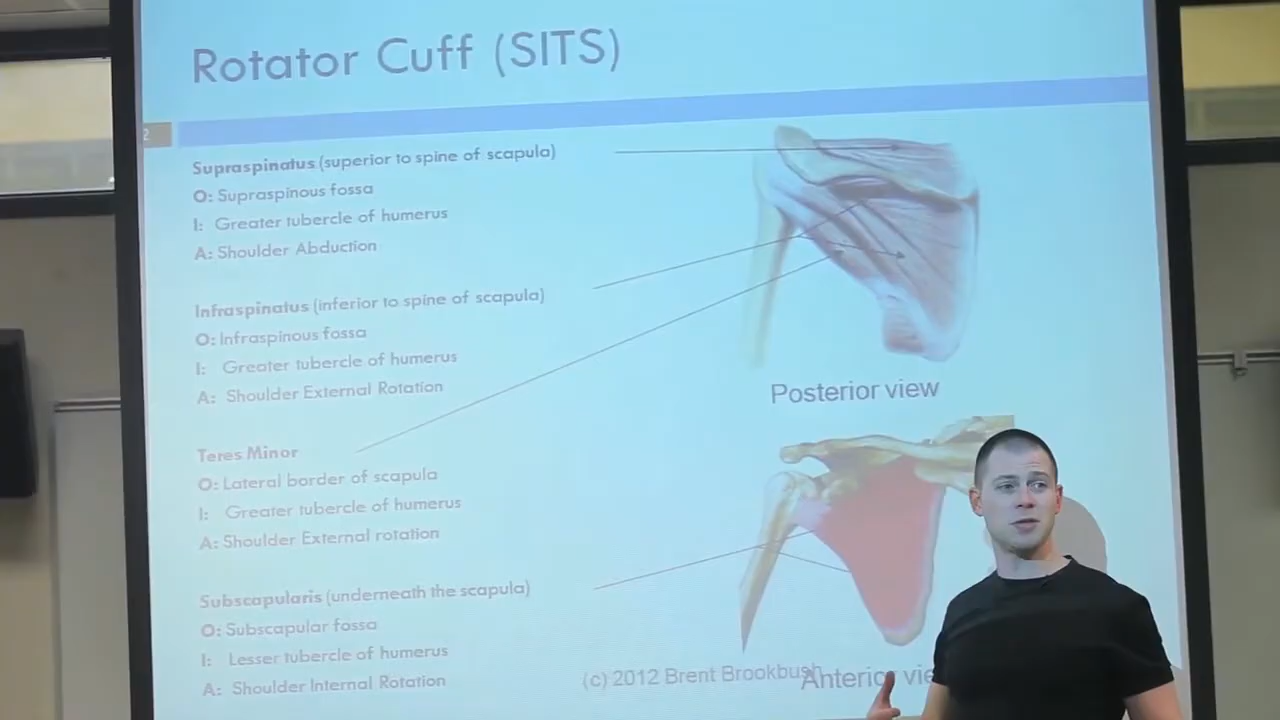 Rotator Cuff (SITS)
2
Supraspinatus (superior to spine of scapula)
O: Supraspinous fossa
I: Greater tubercle of humerus
A: Shoulder Abduction
Infraspinatus (inferior to spine of scapula)
O: Infraspinous fossa
I: Greater tubercle of humerus
A: Shoulder External Rotation
Posterior view
Teres Minor
O: Lateral border of scapula
I: Greater tubercle of humerus
A: Shoulder External rotation
Subscapularis (underneath the scapula)
O: Subscapular fossa
I: Lesser tubercle of humerus
A: Shoulder Internal Rotation
(c) 2012 Brent Brookbush
Anterior vie